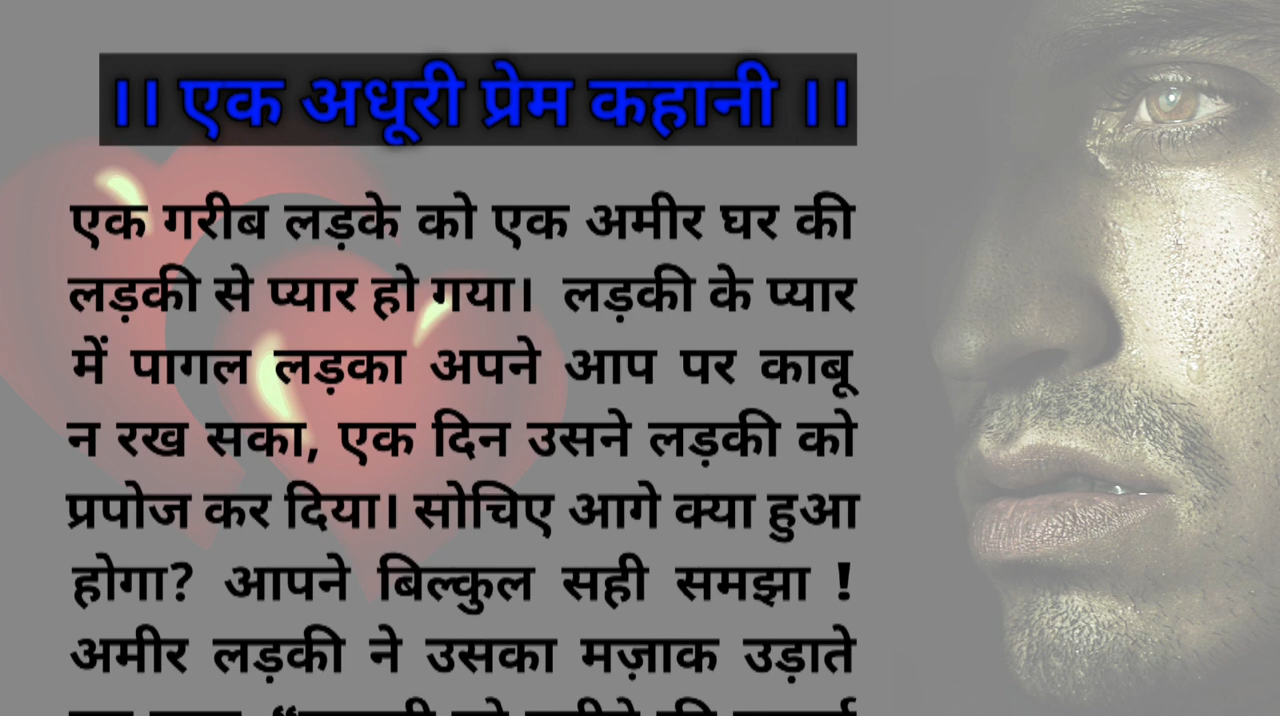 ।। एक अधूरी प्रेम कहानी ।।
एक गरीब लड़के को एक अमीर घर की
लड़की से प्यार हो गया। लड़की के प्यार
में पागल लड़का अपने आप पर काबू
न रख सका, एक दिन उसने लड़की को
प्रपोज कर दिया। सोचिए आगे क्या हुआ
होगा? आपने बिल्कुल सही समझा !
अमीर लड़की ने उसका मज़ाक उड़ाते